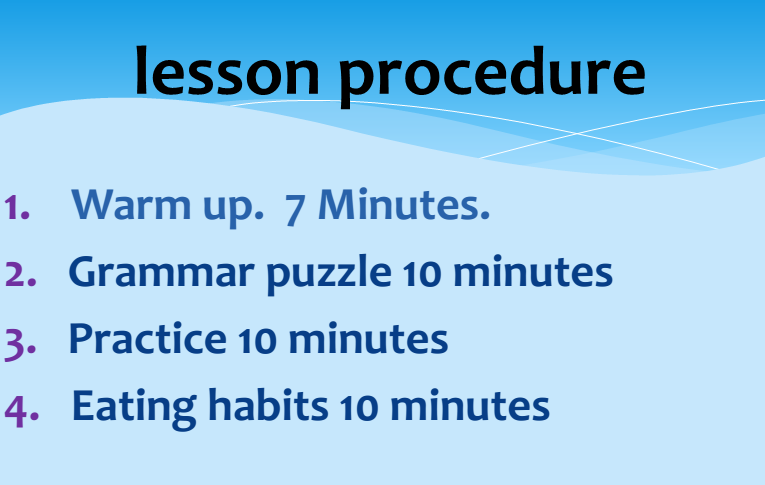 lesson procedure
1. Warm up. 7 Minutes.
2. Grammar puzzle 10 minutes
3. Practice 10 minutes
4. Eating habits 10 minutes